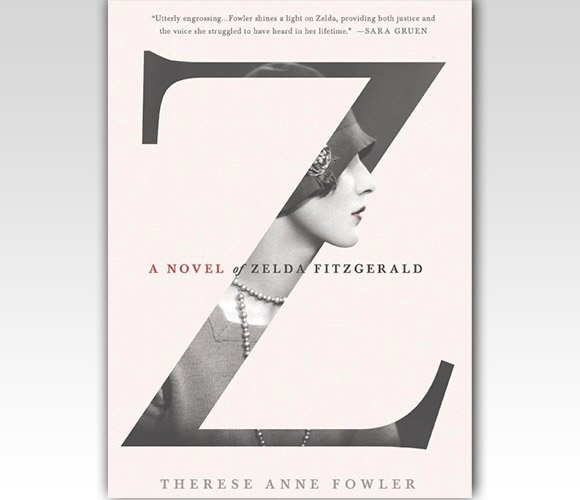 "Utterly engrossing...Fowler shines a light on Zelda, providing both justice and
the voice she struggled to have heard in her lifetime." —SARA GRUEN
Z
A NOVEL of ZELDA FITZGERALD
THERESE ANNE FOWLER